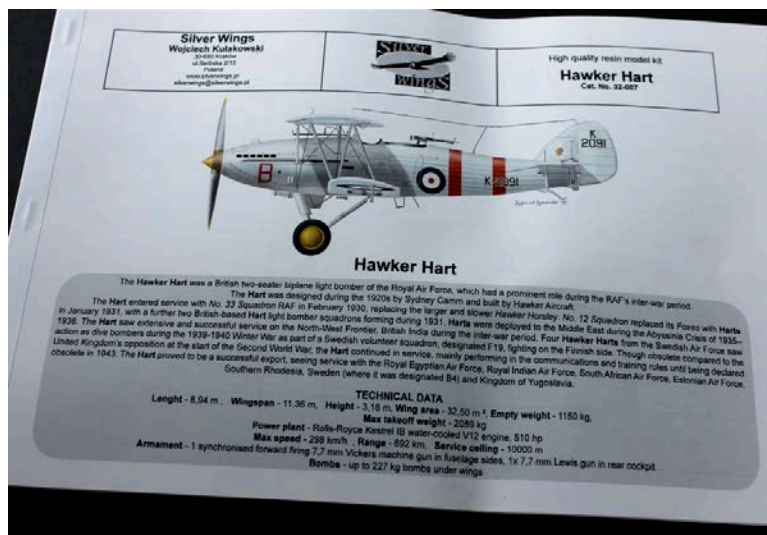 Silver Wings
Wojciech Kułakowski
30-680 Kraków
ul.Serbska 2/15
Poland
www.silverwings.pl
silverwings@silverwings.pl
Silver
wings
High quality resin model kit
Hawker Hart
Cat. No. 32-007
K
2091
B
K 2091
Hawker Hart
The Hawker Hart was a British two-seater biplane light bomber of the Royal Air Force, which had a prominent role during the RAF's inter-war period.
The Hart was designed during the 1920s by Sydney Camm and built by Hawker Aircraft.
The Hart entered service with No. 33 Squadron RAF in February 1930, replacing the larger and slower Hawker Horsley. No. 12 Squadron replaced its Foxes with Harts
in January 1931, with a further two British-based Hart light bomber squadrons forming during 1931. Harts were deployed to the Middle East during the Abyssinia Crisis of 1935–
1936. The Hart saw extensive and successful service on the North-West Frontier, British India during the inter-war period. Four Hawker Harts from the Swedish Air Force saw
action as dive bombers during the 1939-1940 Winter War as part of a Swedish volunteer squadron, designated F19, fighting on the Finnish side. Though obsolete compared to the
United Kingdom's opposition at the start of the Second World War, the Hart continued in service, mainly performing in the communications and training roles until being declared
obsolete in 1943. The Hart proved to be a successful export, seeing service with the Royal Egyptian Air Force, Royal Indian Air Force, South African Air Force, Estonian Air Force,
Southern Rhodesia, Sweden (where it was designated B4) and Kingdom of Yugoslavia.
TECHNICAL DATA
Lenght - 8,94 m , Wingspan - 11,36 m, Height - 3,18 m, Wing area - 32,50 m ², Empty weight - 1150 kg,
Max takeoff weight - 2089 kg
Power plant - Rolls-Royce Kestrel IB water-cooled V12 engine, 510 hp
Max speed - 298 km/h , Range - 692 km, Service ceiling - 10000 m
Armament - 1 synchronised forward firing 7,7 mm Vickers machine gun in fuselage sides, 1x 7,7 mm Lewis gun in rear cockpit
Bombs - up to 227 kg bombs under wings